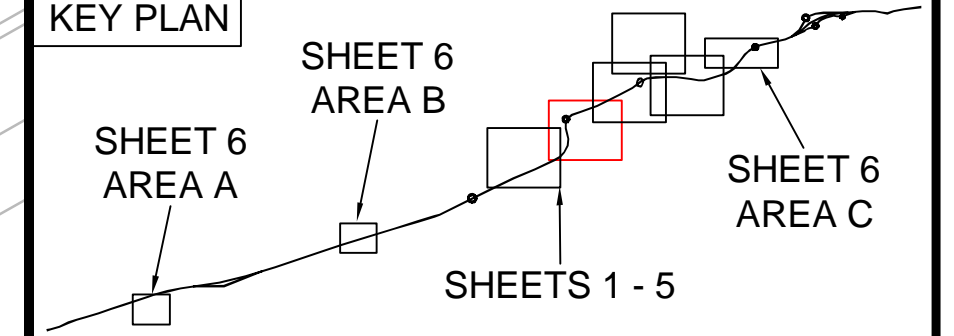 KEY PLAN
SHEET 6
AREA B
SHEET 6
AREA A
SHEET 6
AREA C
SHEETS 1 - 5